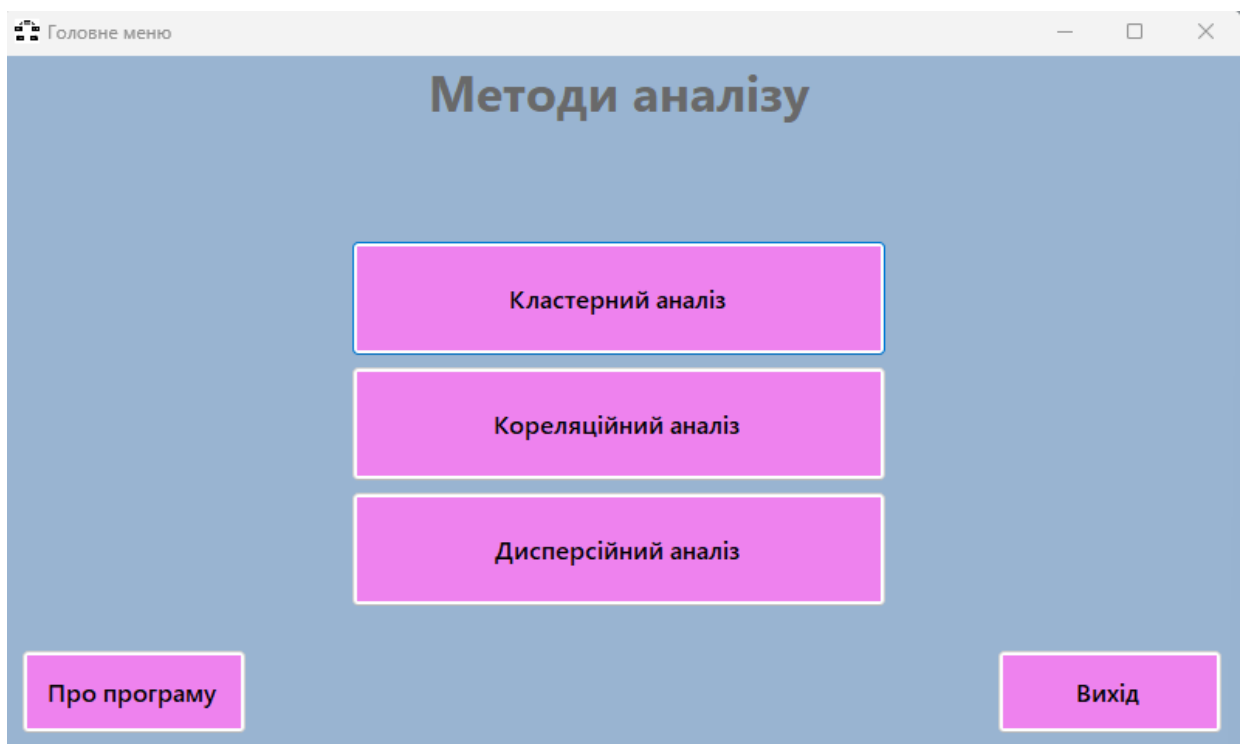 Головне меню
Методи аналізу
Кластерний аналіз
Кореляційний аналіз
Дисперсійний аналіз
Про програму
Вихід